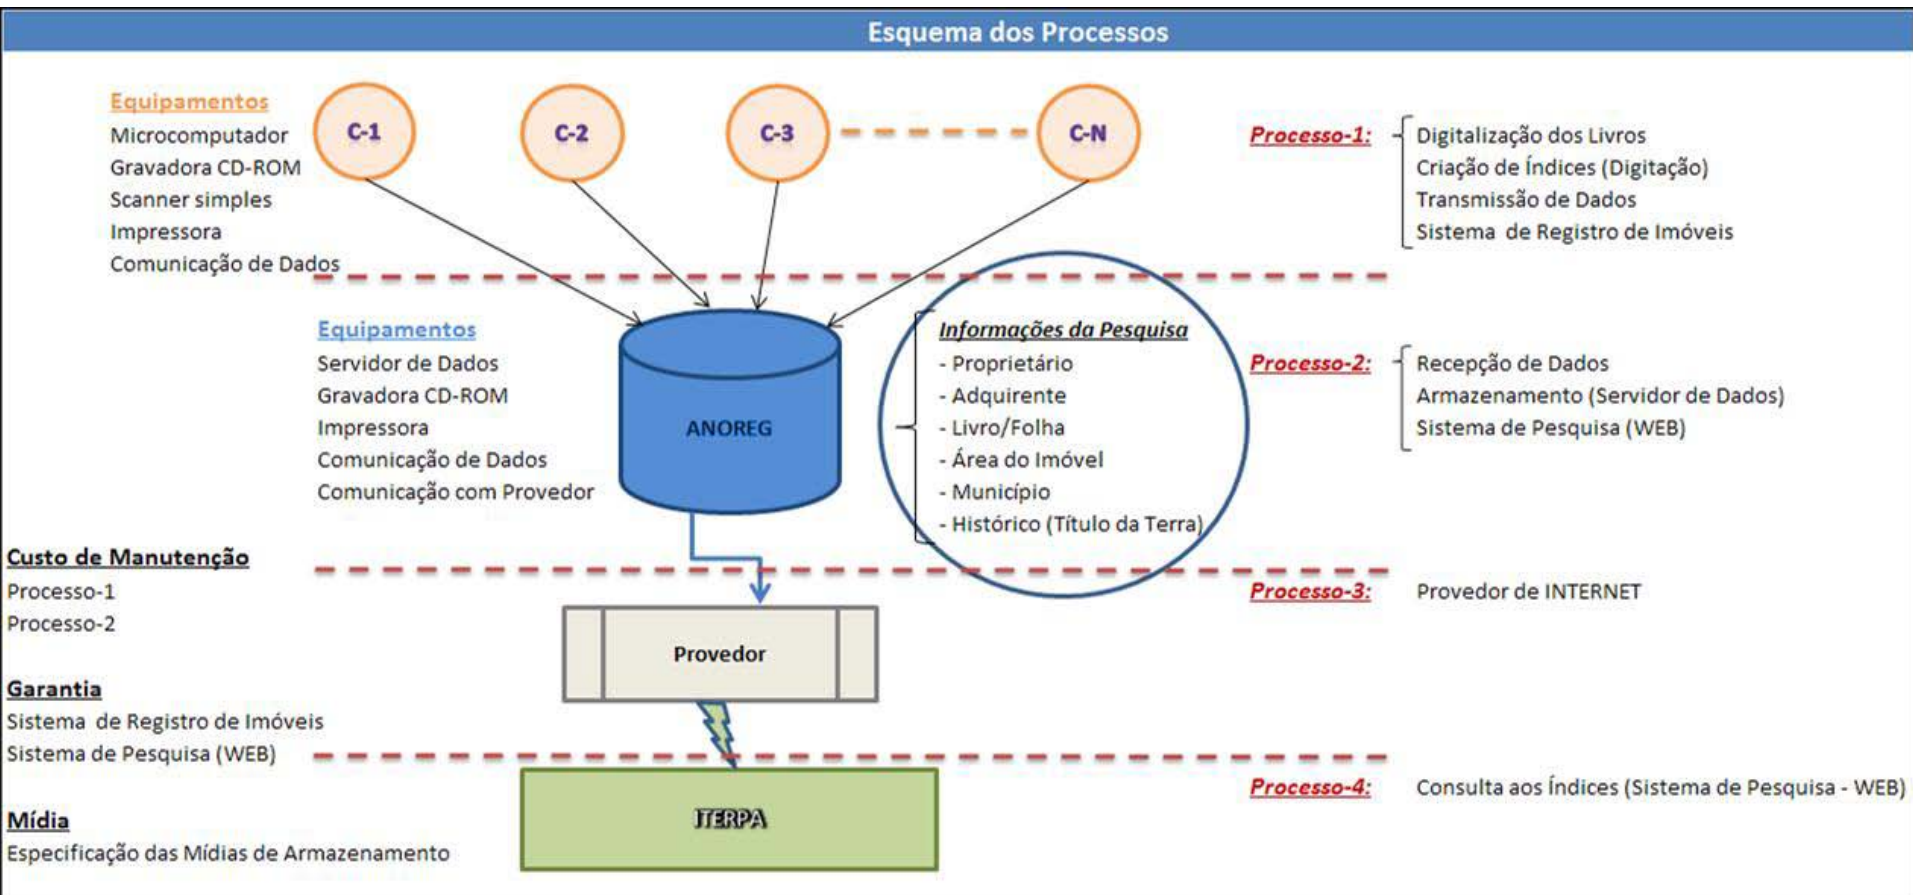 Esquema dos Processos
Equipamentos
Microcomputador
Gravadora CD-ROM
Scanner simples
Impressora
Comunicação de Dados
C-1
C-2
C-3
C-N
Processo-1:
Digitalização dos Livros
Criação de Índices (Digitação)
Transmissão de Dados
Sistema de Registro de Imóveis
Equipamentos
Servidor de Dados
Gravadora CD-ROM
Impressora
Comunicação de Dados
Comunicação com Provedor
ANOREG
Informações da Pesquisa
- Proprietário
- Adquirente
- Livro/Folha
- Área do Imóvel
- Município
- Histórico (Título da Terra)
Processo-2:
Recepção de Dados
Armazenamento (Servidor de Dados)
Sistema de Pesquisa (WEB)
Custo de Manutenção
Processo-1
Processo-2
Provedor
Processo-3:
Provedor de INTERNET
Garantia
Sistema de Registro de Imóveis
Sistema de Pesquisa (WEB)
ITERPA
Processo-4:
Consulta aos Índices (Sistema de Pesquisa - WEB)
Mídia
Especificação das Mídias de Armazenamento